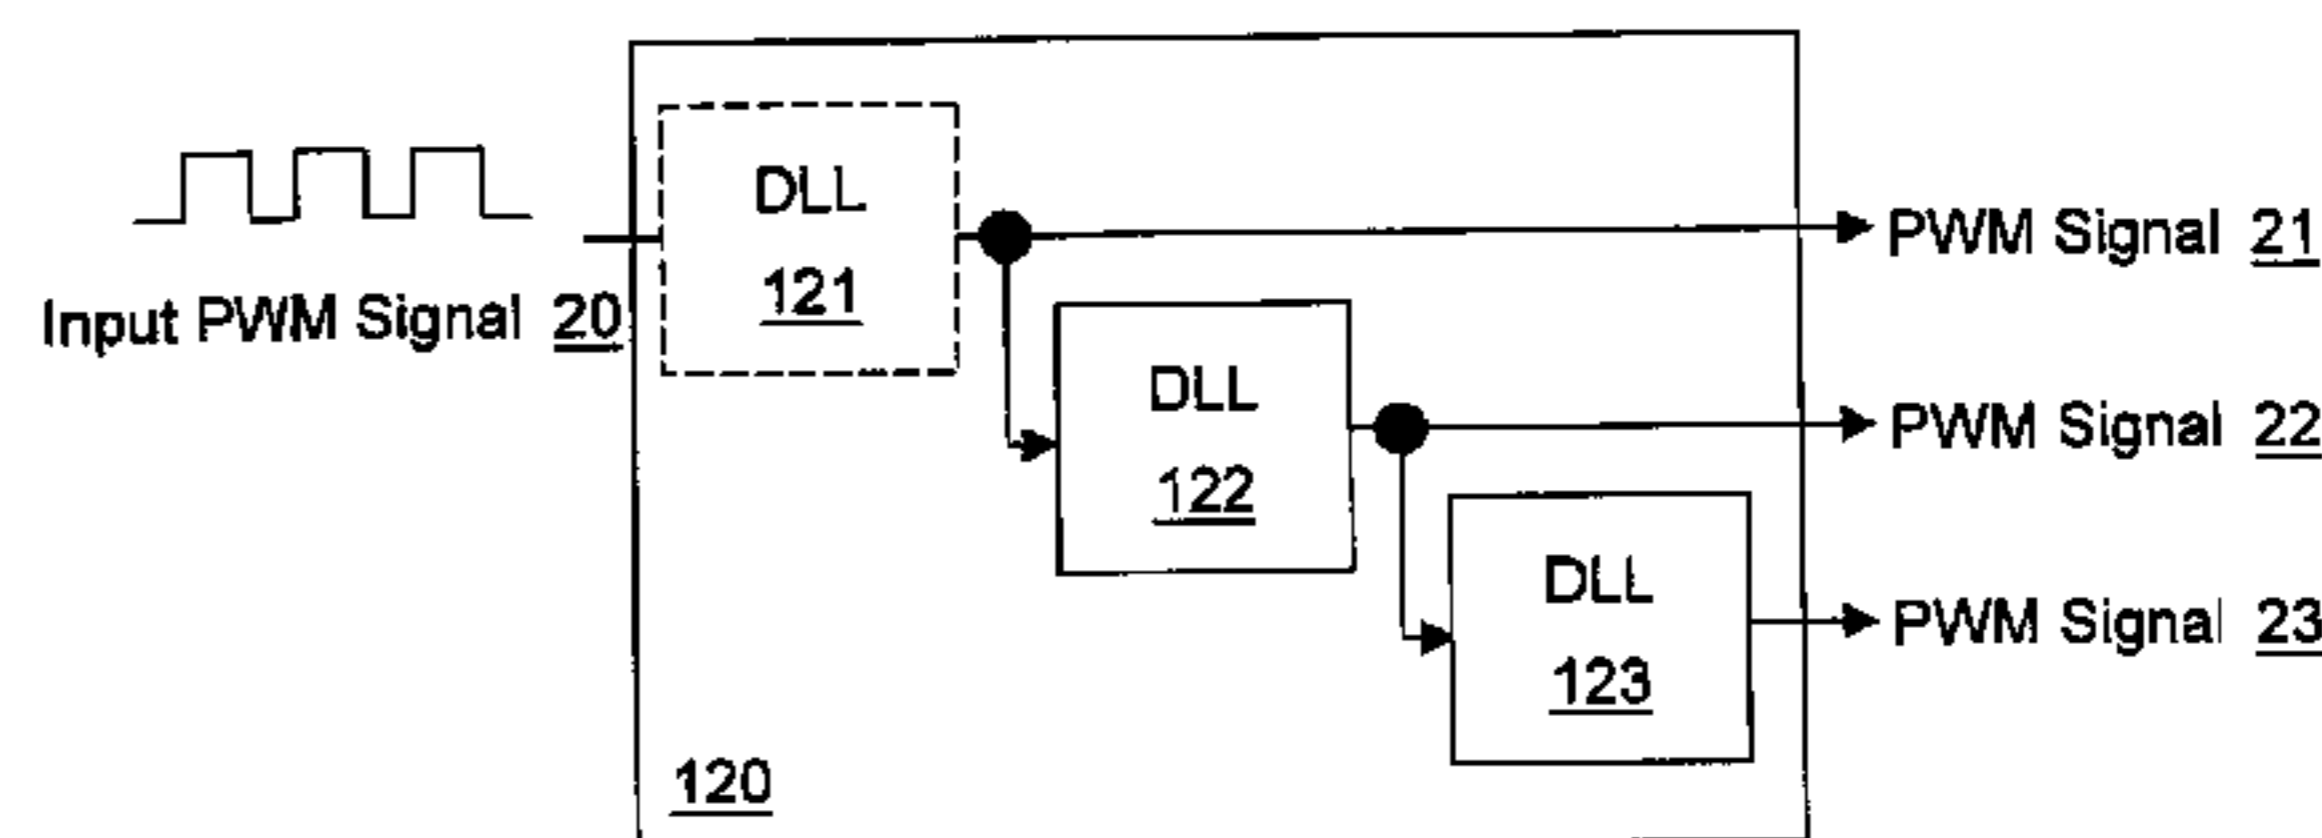 DLL
121
Input PWM Signal 20
PWM Signal 21
DLL
122
PWM Signal 22
DLL
123
PWM Signal 23
120